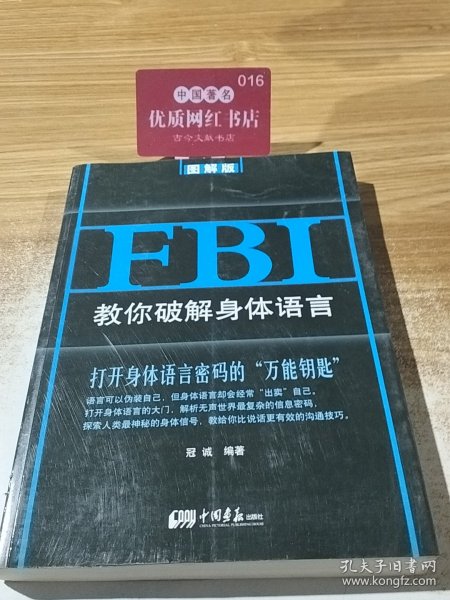 016
中国著名
优质网红书店
古今文献书店
图解版
FBI
教你破解身体语言
打开身体语言密码的“万能钥匙”
语言可以伪装自己，但身体语言却会经常“出卖”自己。
打开身体语言的大门，解析无声世界最复杂的信息密码，
探索人类最神秘的身体信号，教给你比说话更有效的沟通技巧。
冠诚 编著
中国画报出版社
CHINA PICTORIAL PUBLISHING HOUSE
孔夫子旧书网
www.kongfz.com